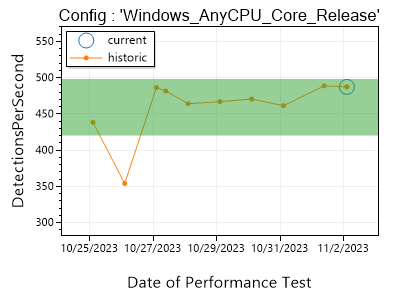 Config : 'Windows_AnyCPU_Core_Release'
current
historic
DetectionsPerSecond
550
500
450
400
350
300
10/25/2023
10/27/2023
10/29/2023
10/31/2023
11/2/2023
Date of Performance Test